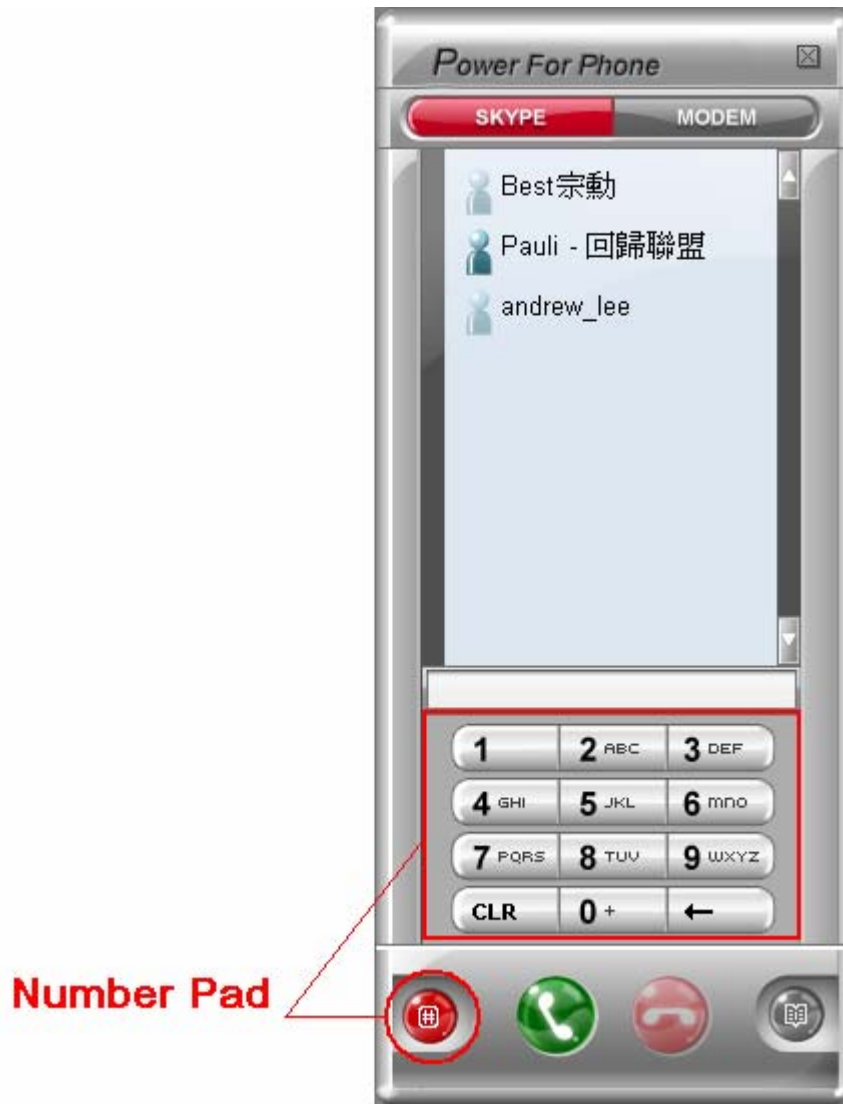 Power For Phone
SKYPE MODEM
Best宗勳
Pauli - 回歸聯盟
andrew_lee
1 2 ABC 3 DEF
4 GHI 5 JKL 6 mno
7 PQRS 8 TUV 9 WXYZ
CLR 0 + ←
Number Pad
#